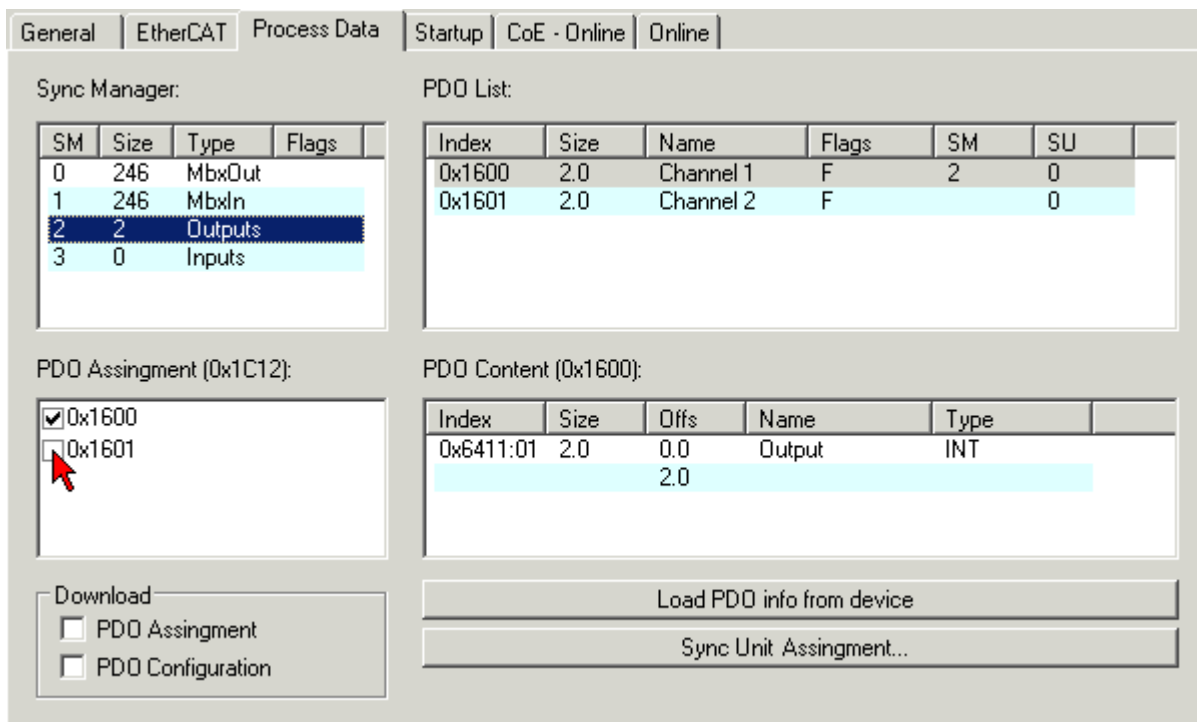 General EtherCAT Process Data Startup CoE - Online Online
Sync Manager:
SM Size Type Flags
0 246 MbxOut
1 246 MbxIn
2 2 Outputs
3 0 Inputs
PDO List:
Index Size Name Flags SM SU
0x1600 2.0 Channel 1 F 2 0
0x1601 2.0 Channel 2 F 0
PDO Assingment (0x1C12):
0x1600
0x1601
PDO Content (0x1600):
Index Size Offs Name Type
0x6411:01 2.0 0.0 Output INT
2.0
Download
PDO Assingment
PDO Configuration
Load PDO info from device
Sync Unit Assingment...